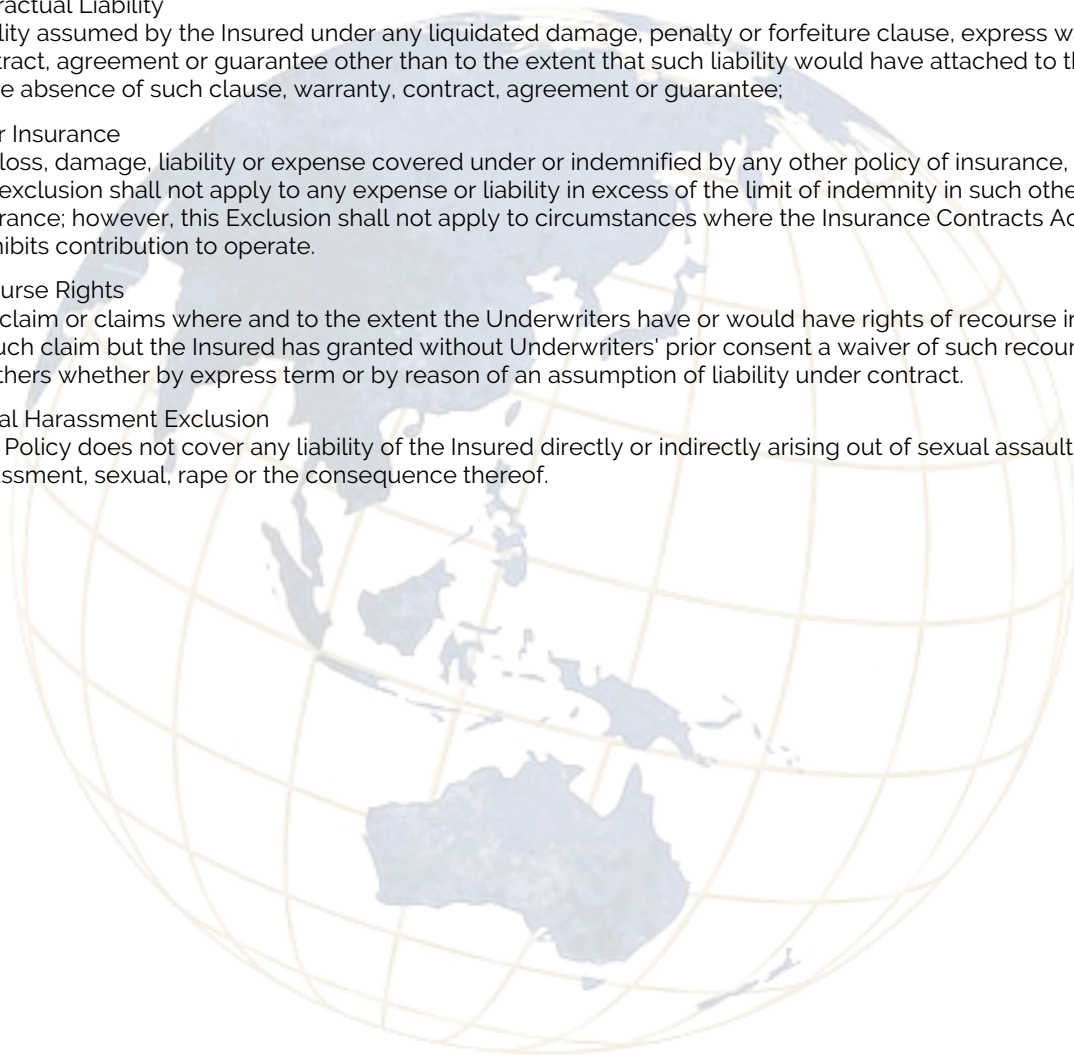 ractual Liability
lity assumed by the Insured under any liquidated damage, penalty or forfeiture clause, express w
tract, agreement or guarantee other than to the extent that such liability would have attached to th
e absence of such clause, warranty, contract, agreement or guarantee;
r Insurance
loss, damage, liability or expense covered under or indemnified by any other policy of insurance,
exclusion shall not apply to any expense or liability in excess of the limit of indemnity in such othe
rance; however, this Exclusion shall not apply to circumstances where the Insurance Contracts Ac
hibits contribution to operate.
urse Rights
claim or claims where and to the extent the Underwriters have or would have rights of recourse in
uch claim but the Insured has granted without Underwriters' prior consent a waiver of such recour
thers whether by express term or by reason of an assumption of liability under contract.
al Harassment Exclusion
Policy does not cover any liability of the Insured directly or indirectly arising out of sexual assault
ssment, sexual, rape or the consequence thereof.